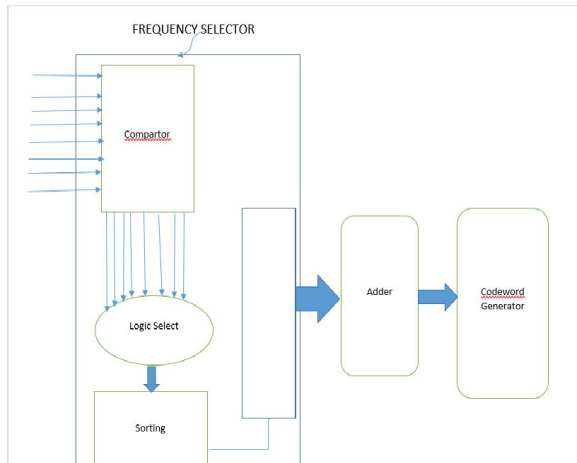 FREQUENCY SELECTOR
Compartor
Logic Select
Sorting
Adder
Codeword
Generator